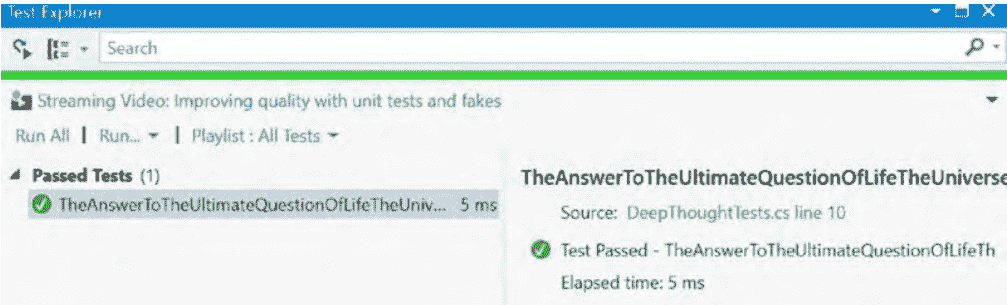 Test Explorer
Search
Streaming Video: Improving quality with unit tests and fakes
Run All | Run... | Playlist : All Tests
Passed Tests (1)
TheAnswerToTheUltimateQuestionOfLifeTheUniv... 5 ms
TheAnswerToTheUltimateQuestionOfLifeTheUniverse
Source: DeepThoughtTests.cs line 10
Test Passed - TheAnswerToTheUltimateQuestionOfLifeTh
Elapsed time: 5 ms